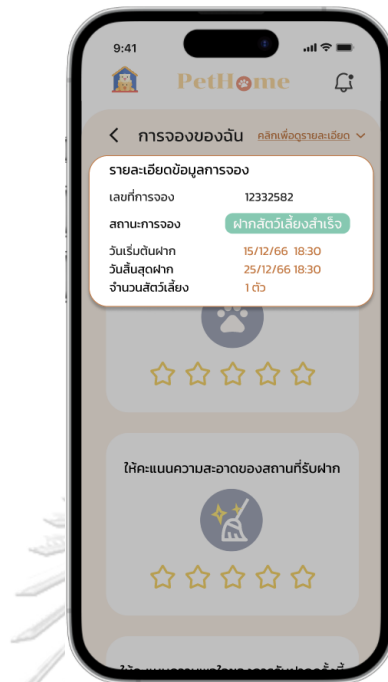 9:41
PetHome
การจองของฉัน คลิกเพื่อดูรายละเอียด
รายละเอียดข้อมูลการจอง
เลขที่การจอง 12332582
สถานะการจอง ฝากสัตว์เลี้ยงสำเร็จ
วันเริ่มต้นฝาก 15/12/66 18:30
วันสิ้นสุดฝาก 25/12/66 18:30
จำนวนสัตว์เลี้ยง 1 ตัว
ให้คะแนนความสะอาดของสถานที่รับฝาก